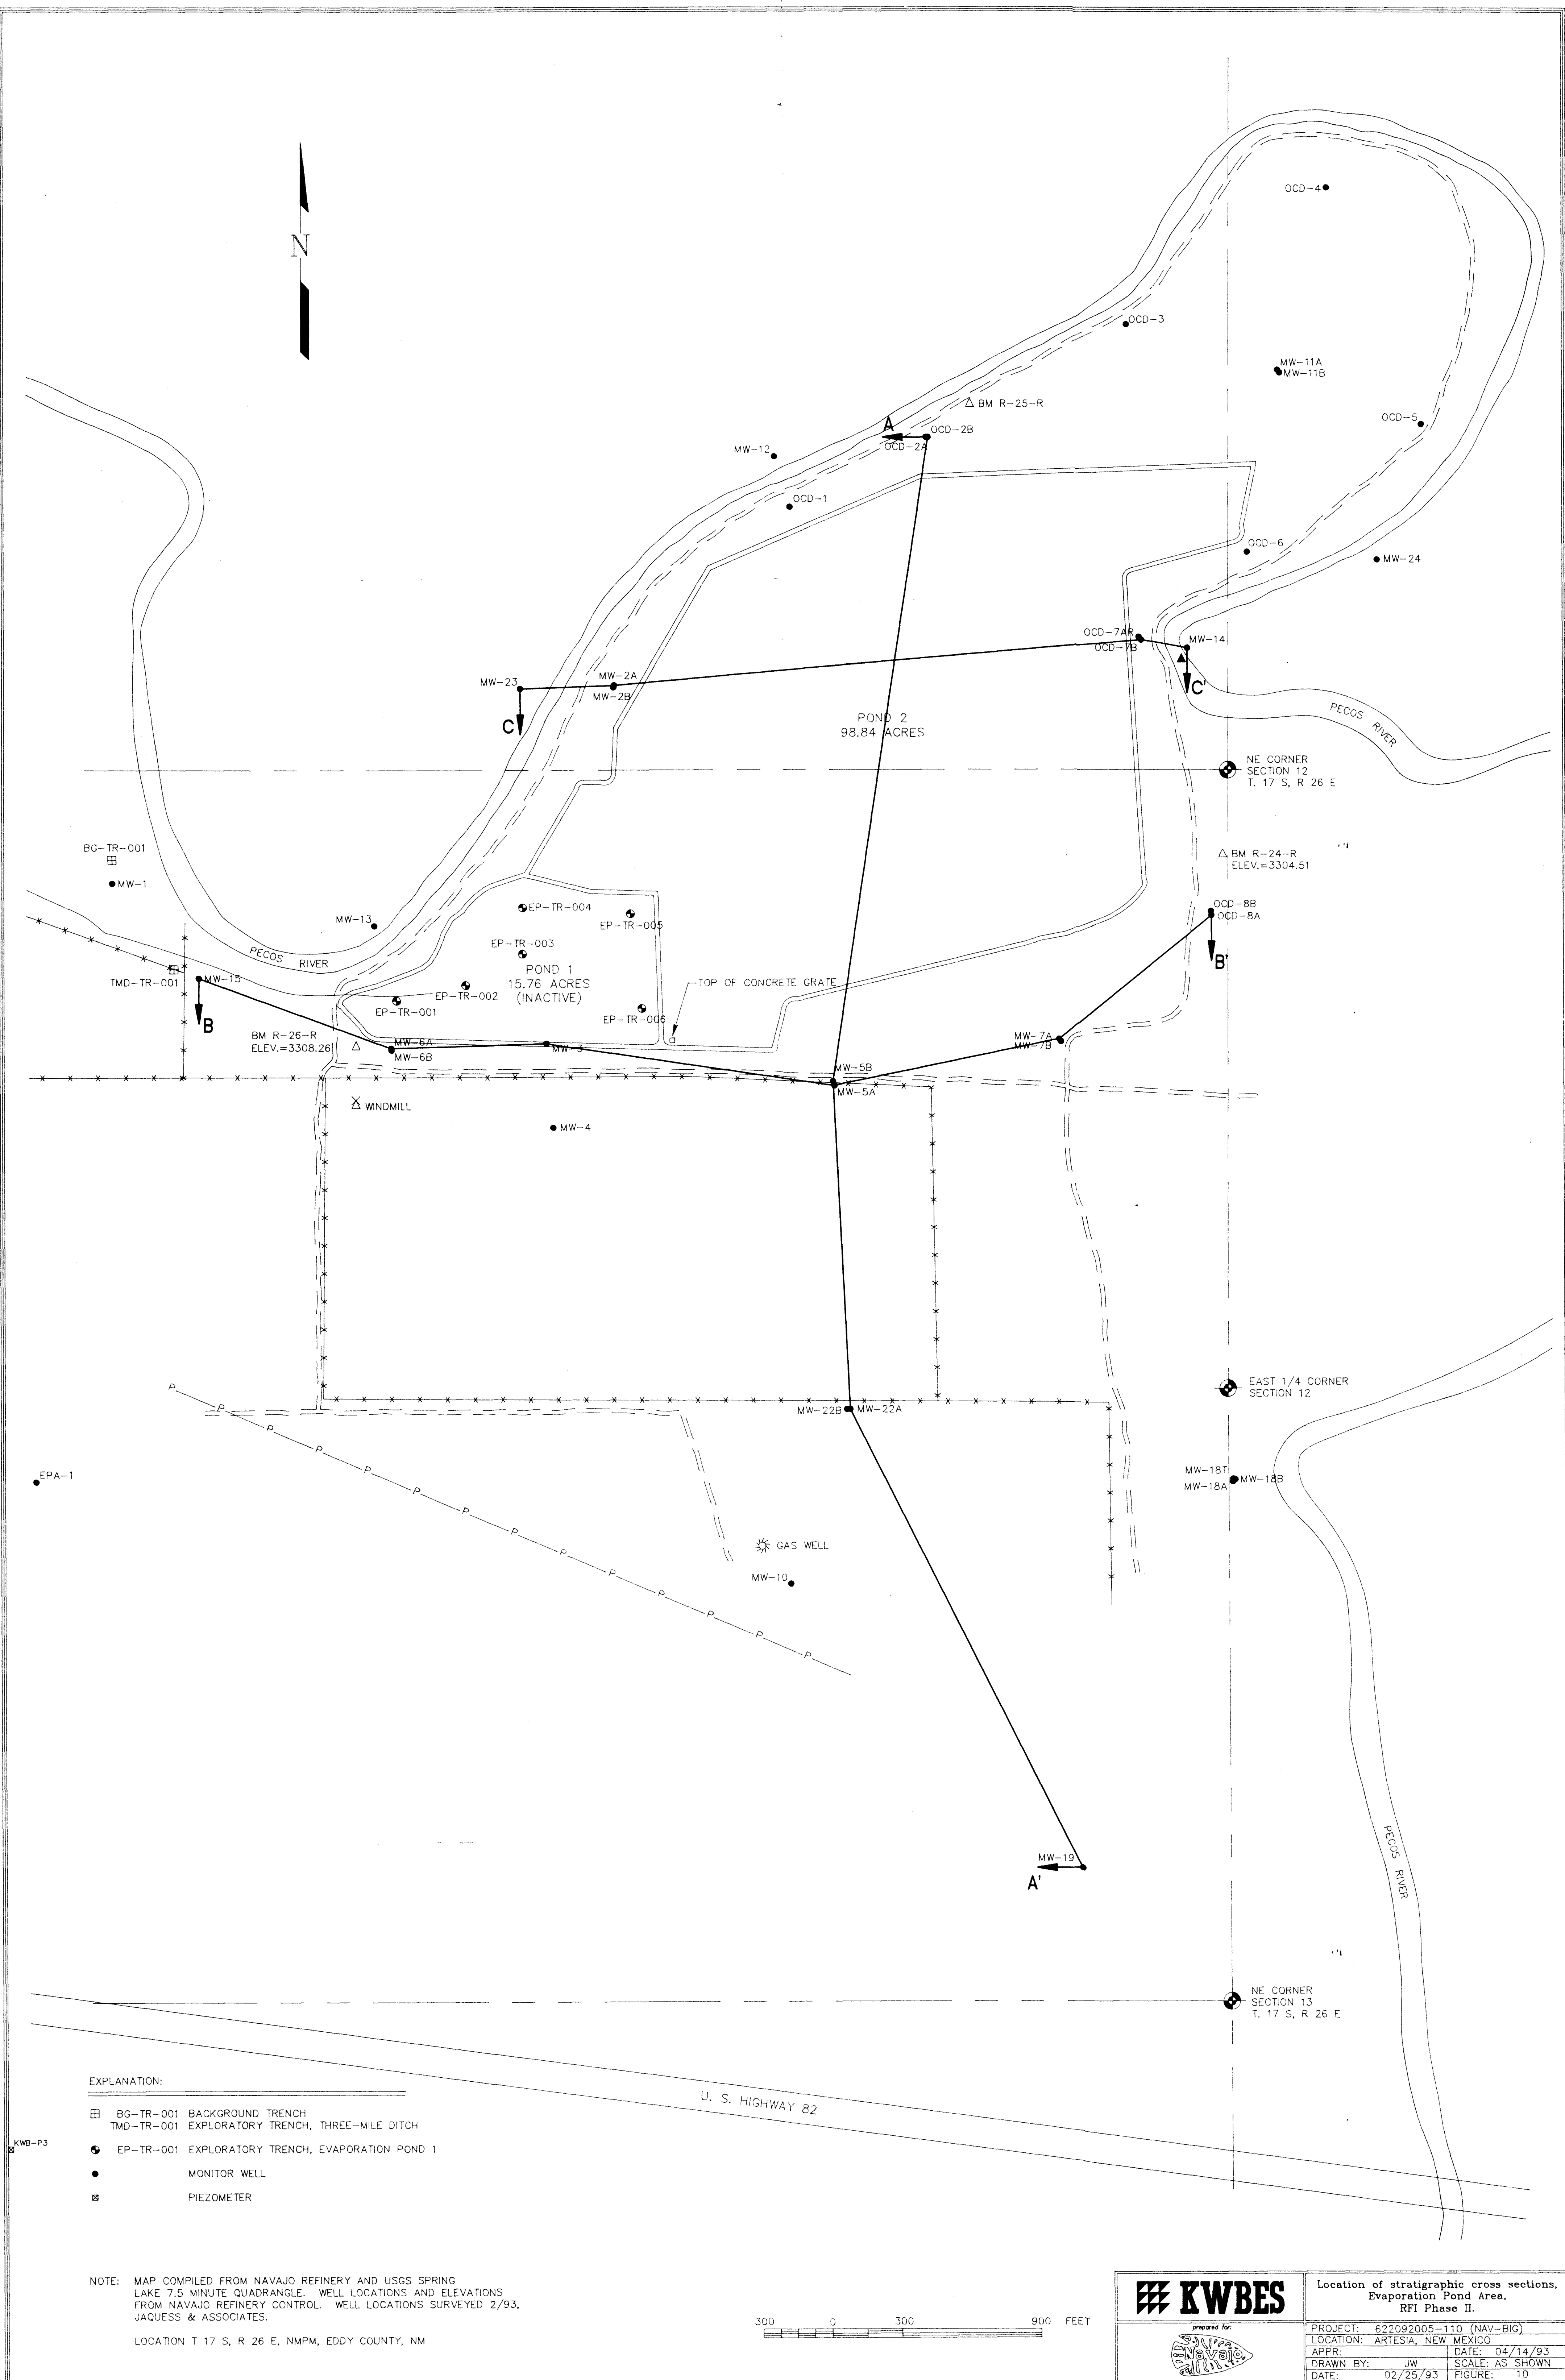 N
OCD-4
OCD-3
MW-11A
MW-11B
BM R-25-R
OCD-5
A
OCD-2B
OCD-2A
MW-12
OCD-1
OCD-6
MW-24
OCD-7AR
OCD-7B
MW-14
C'
MW-23
MW-2A
MW-2B
C
POND 2
98.84 ACRES
PECOS RIVER
NE CORNER
SECTION 12
T. 17 S, R 26 E
BG-TR-001
MW-1
BM R-24-R
ELEV.=3304.51
MW-13
EP-TR-004
EP-TR-005
OCD-8B
OCD-8A
B'
PECOS RIVER
EP-TR-003
POND 1
15.76 ACRES
(INACTIVE)
TMD-TR-001
MW-15
B
EP-TR-002
EP-TR-001
EP-TR-006
TOP OF CONCRETE GRATE
BM R-26-R
ELEV.=3308.26
MW-6A
MW-6B
MW-3
MW-7A
MW-7B
MW-5B
MW-5A
WINDMILL
MW-4
EAST 1/4 CORNER
SECTION 12
MW-22B
MW-22A
P P P P P P P P P P P P P P
EPA-1
MW-18T
MW-18A
MW-18B
GAS WELL
MW-10
PECOS RIVER
MW-19
A'
NE CORNER
SECTION 13
T. 17 S, R 26 E
U. S. HIGHWAY 82
EXPLANATION:
BG-TR-001 BACKGROUND TRENCH
TMD-TR-001 EXPLORATORY TRENCH, THREE-MILE DITCH
EP-TR-001 EXPLORATORY TRENCH, EVAPORATION POND 1
MONITOR WELL
PIEZOMETER
KWB-P3
NOTE: MAP COMPILED FROM NAVAJO REFINERY AND USGS SPRING
LAKE 7.5 MINUTE QUADRANGLE. WELL LOCATIONS AND ELEVATIONS
FROM NAVAJO REFINERY CONTROL. WELL LOCATIONS SURVEYED 2/93,
JAQUESS & ASSOCIATES.
LOCATION T 17 S, R 26 E, NMPM, EDDY COUNTY, NM
300 0 300 900 FEET
KWBES
prepared for:
Navajo
Location of stratigraphic cross sections,
Evaporation Pond Area,
RFI Phase II.
PROJECT: 622092005-110 (NAV-BIG)
LOCATION: ARTESIA, NEW MEXICO
APPR: DATE: 04/14/93
DRAWN BY: JW SCALE: AS SHOWN
DATE: 02/25/93 FIGURE: 10